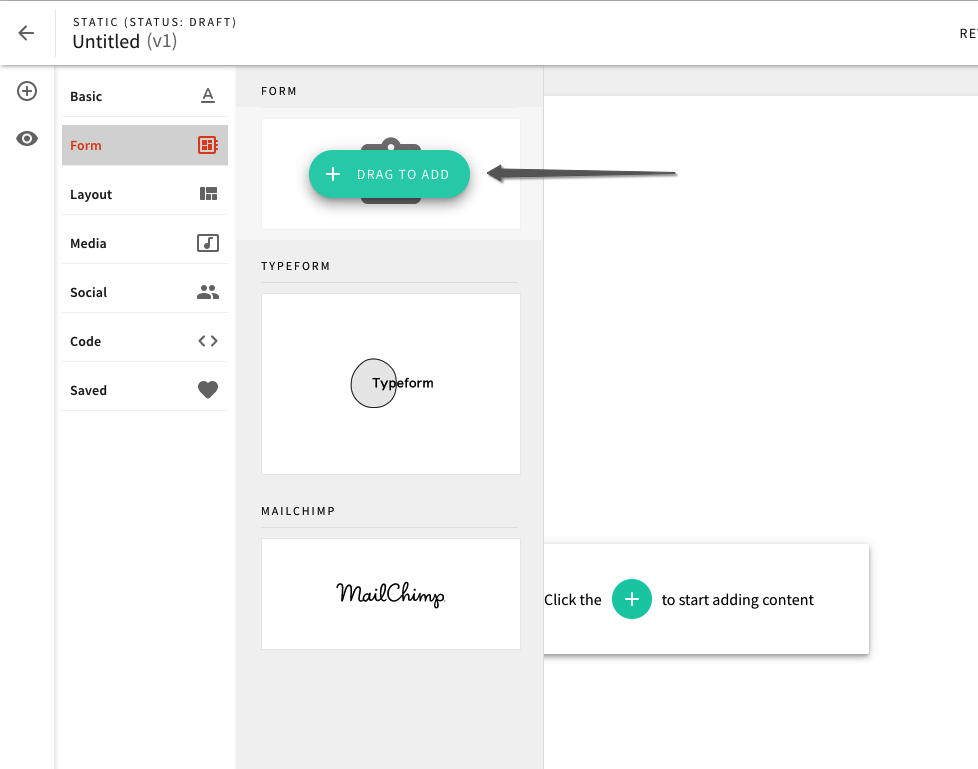 STATIC (STATUS: DRAFT)
Untitled (v1)
Basic
Form
Layout
Media
Social
Code
Saved
FORM
DRAG TO ADD
TYPEFORM
Typeform
MAILCHIMP
MailChimp
Click the + to start adding content